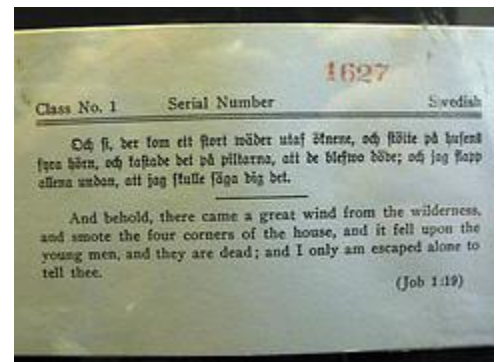 1627
Class No. 1 Serial Number Swedish
Och si, der kom ett stort wäder utaf öknene, och stötte på husens
fyra hörn, och kastade det på piltarna, att de blefwo döde; och jag slapp
allena undan, att jag skulle säga dig det.
And behold, there came a great wind from the wilderness,
and smote the four corners of the house, and it fell upon the
young men, and they are dead; and I only am escaped alone to
tell thee.
(Job 1:19)